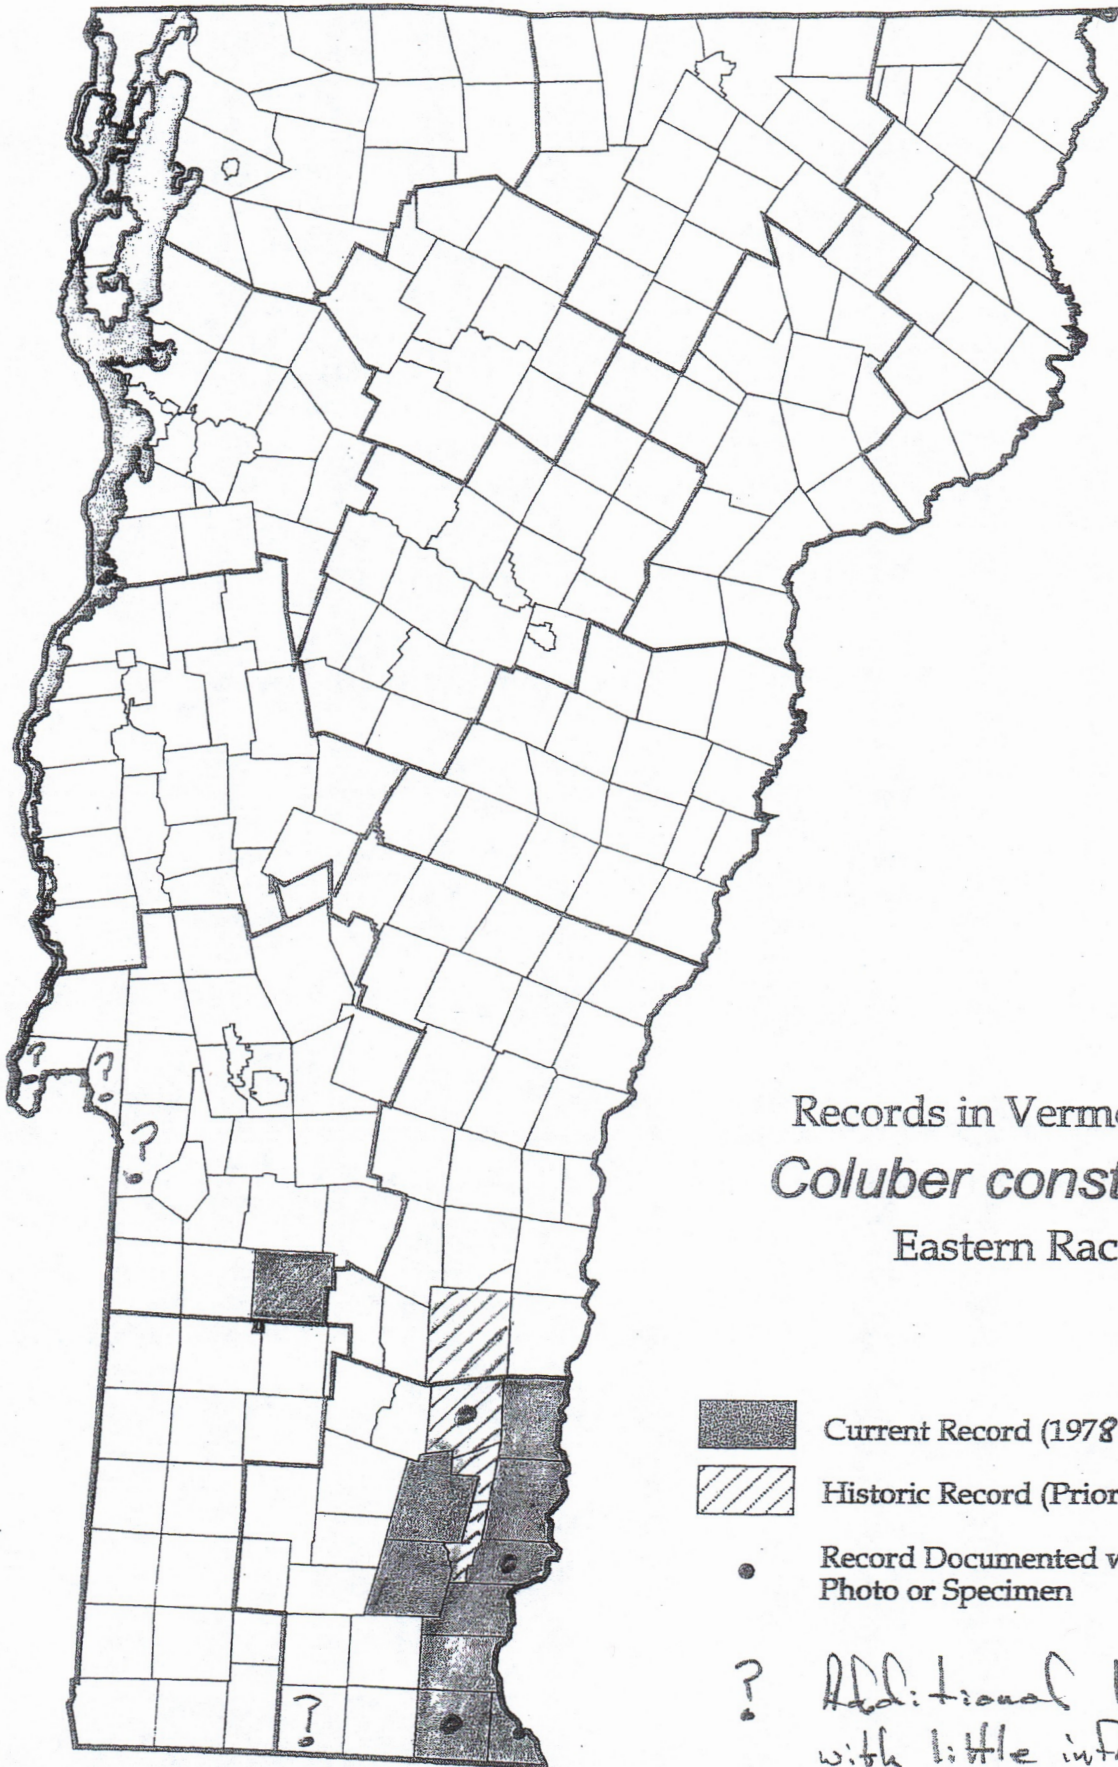 Records in Verm
Coluber const
Eastern Rac
Current Record (1978
Historic Record (Prior
Record Documented
Photo or Specimen
? Additional
with little inf
?
?
?
?